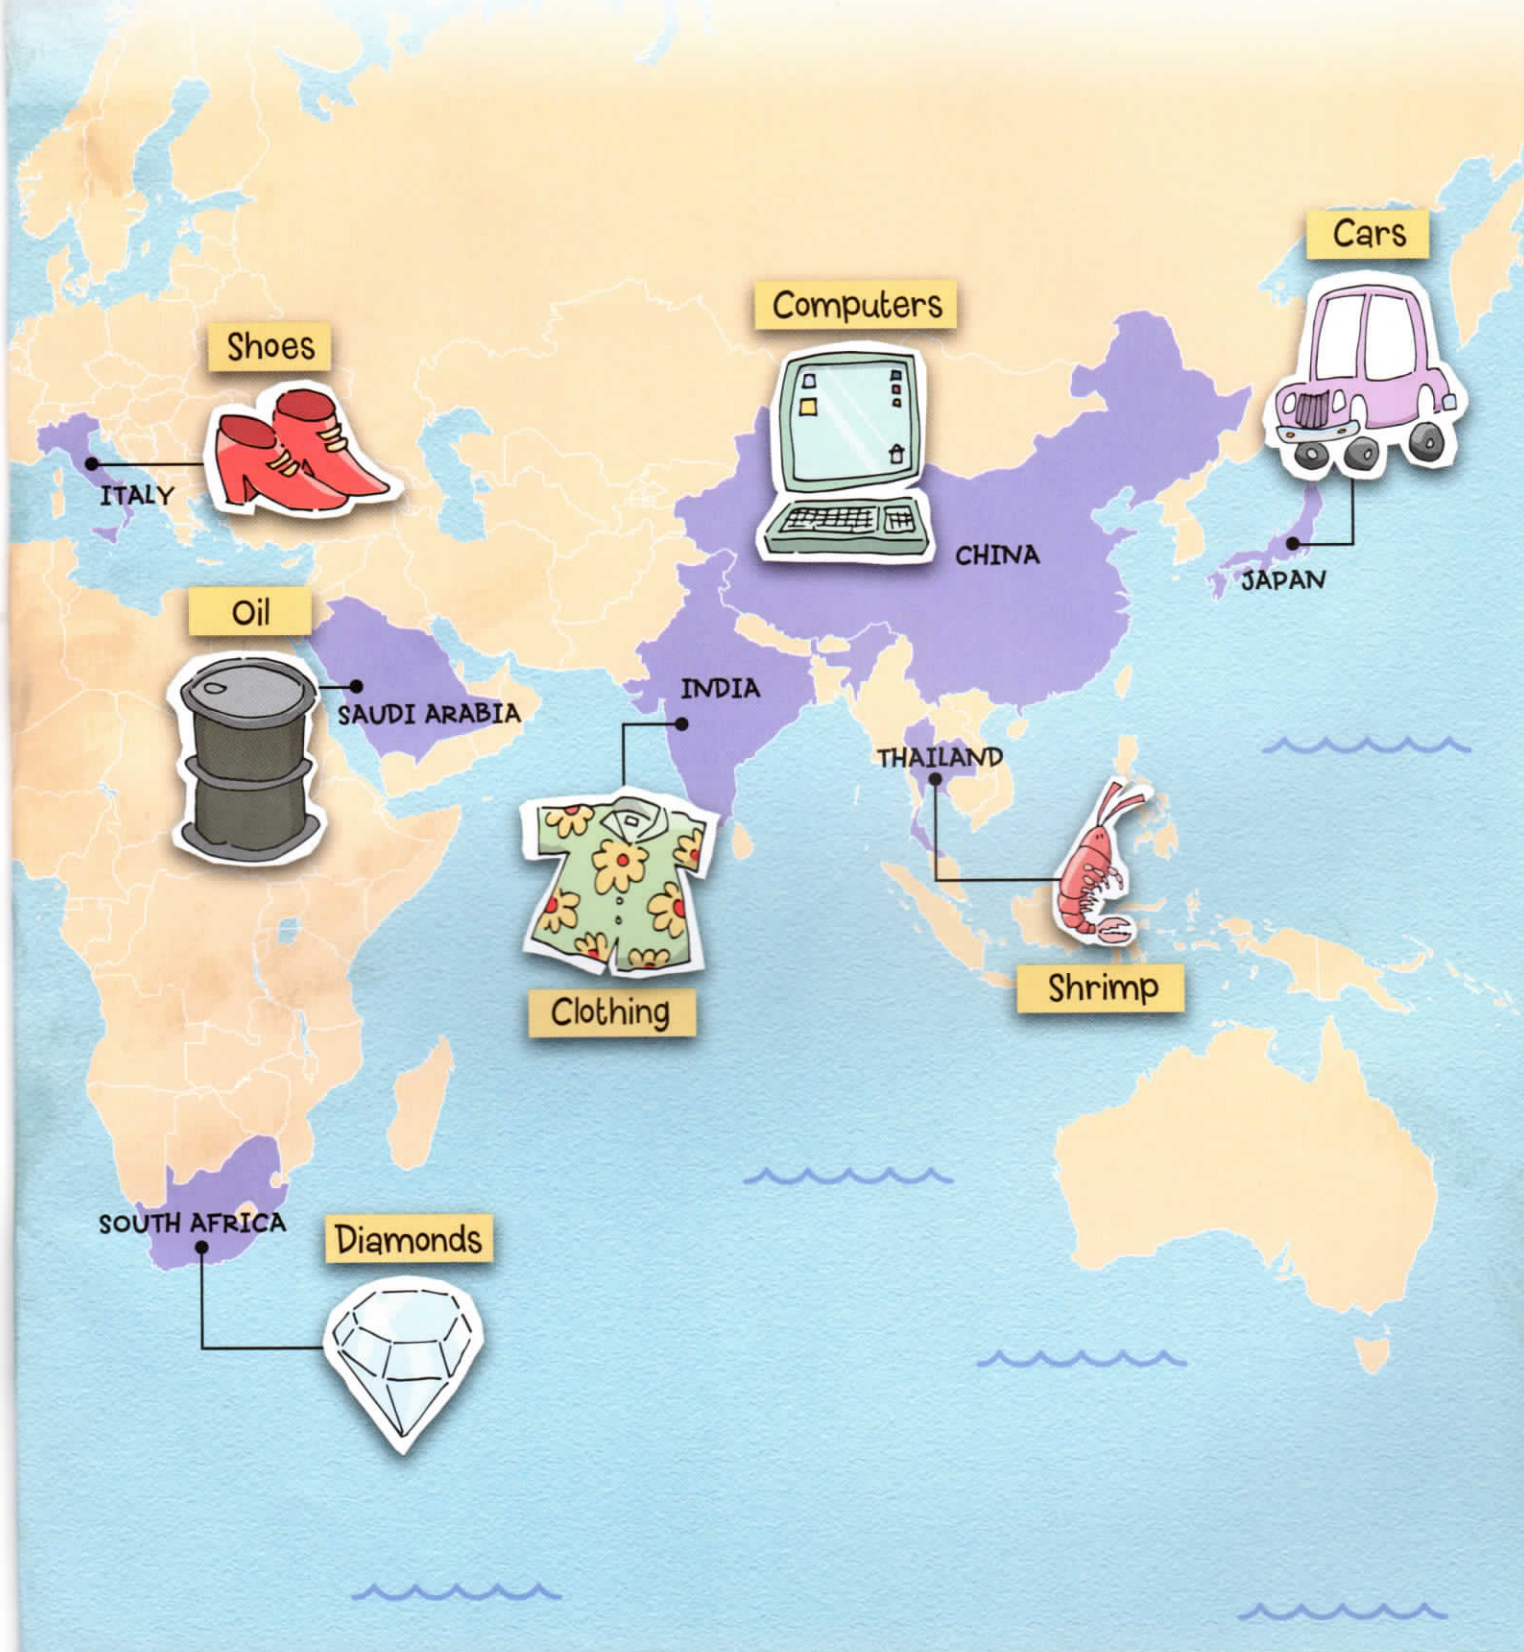 Cars
Computers
Shoes
ITALY
CHINA
JAPAN
Oil
INDIA
SAUDI ARABIA
THAILAND
Shrimp
Clothing
SOUTH AFRICA
Diamonds